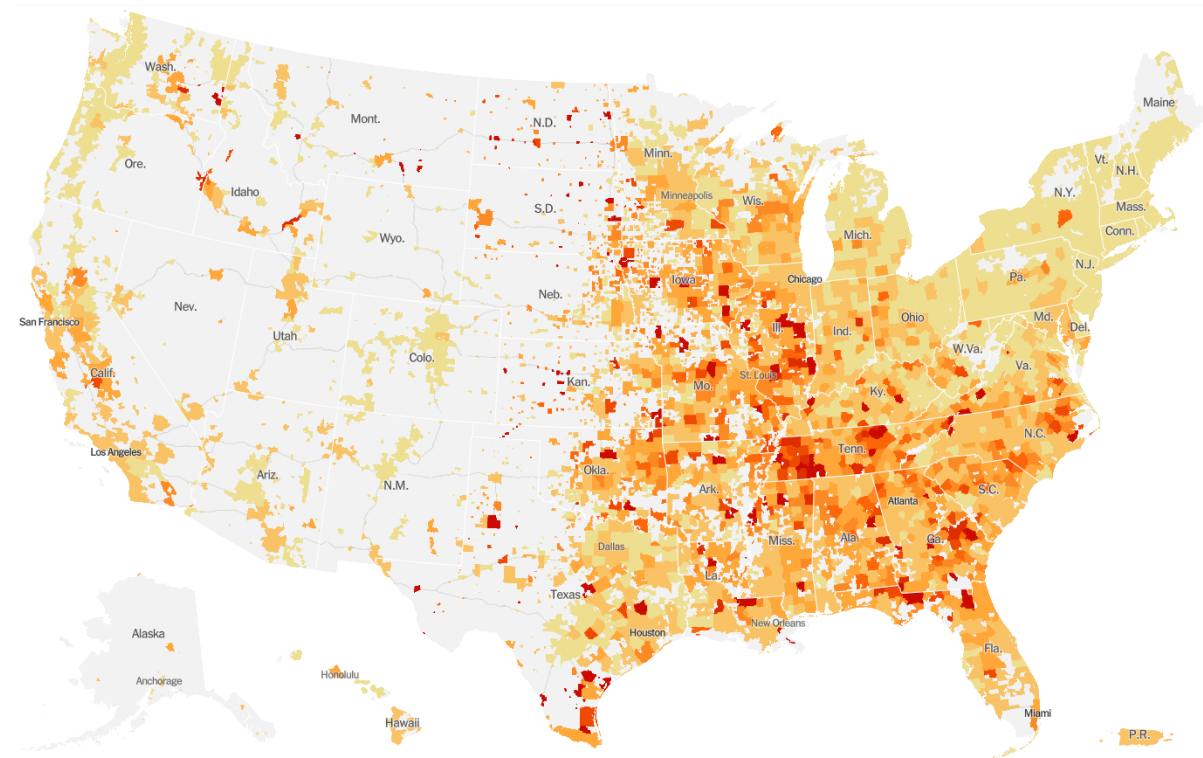 Wash.
Mont.
N.D.
Minn.
Maine
Ore.
Idaho
S.D.
Minneapolis
Wis.
Vt.
N.H.
N.Y.
Mass.
Conn.
Mich.
Wyo.
Nev.
Neb.
Iowa
Chicago
Pa.
N.J.
San Francisco
Utah
Colo.
Ill.
Ind.
Ohio
Md.
Del.
W.Va.
Va.
Calif.
Kan.
Mo.
St. Louis
Ky.
N.C.
Los Angeles
Ariz.
N.M.
Okla.
Ark.
Tenn.
Atlanta
S.C.
Dallas
Miss.
Ala.
Ga.
Texas
La.
Houston
New Orleans
Fla.
Miami
Alaska
Anchorage
Honolulu
Hawaii
P.R.